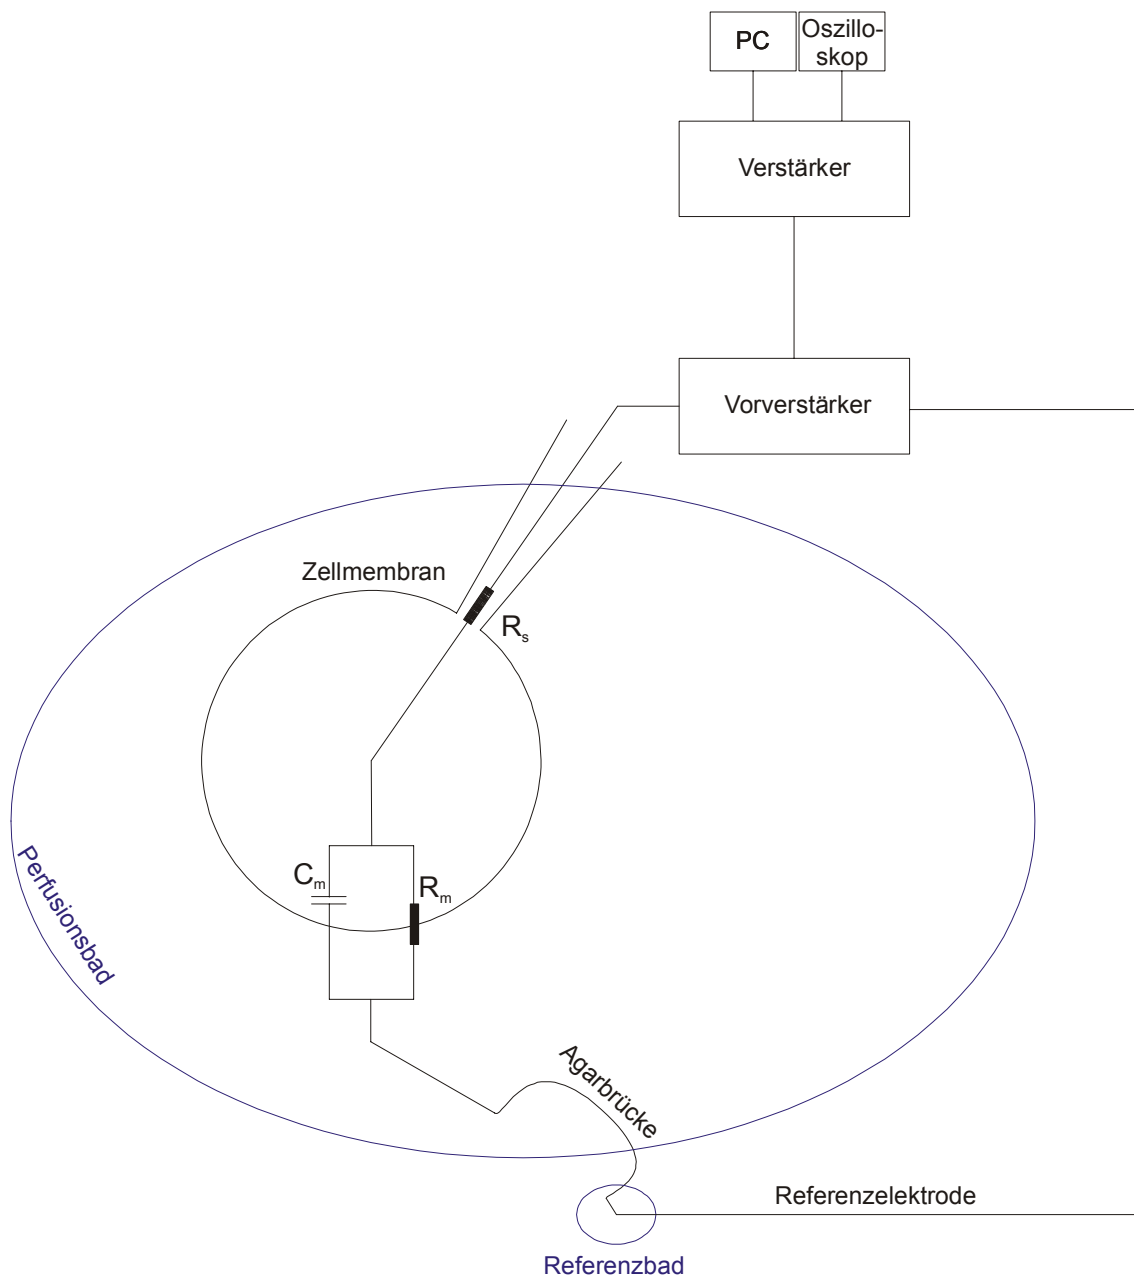 PC
Oszillo-
skop
Verstärker
Vorverstärker
Zellmembran
Rs
Cm
Rm
Perfusionsbad
Agarbrücke
Referenzelektrode
Referenzbad